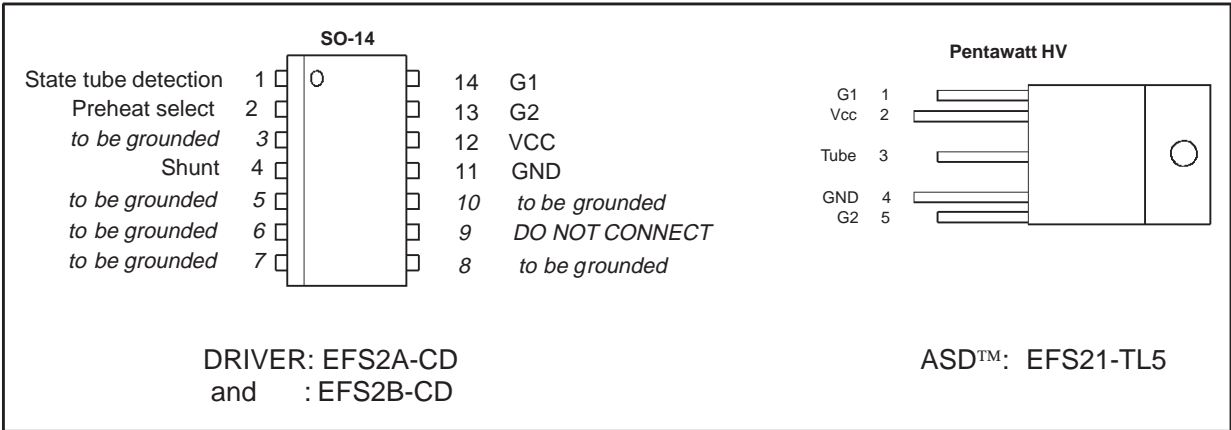 SO-14
State tube detection 1 14 G1
Preheat select 2 13 G2
to be grounded 3 12 VCC
Shunt 4 11 GND
to be grounded 5 10 to be grounded
to be grounded 6 9 DO NOT CONNECT
to be grounded 7 8 to be grounded
DRIVER: EFS2A-CD
and : EFS2B-CD
Pentawatt HV
G1 1
Vcc 2
Tube 3
GND 4
G2 5
ASD™: EFS21-TL5